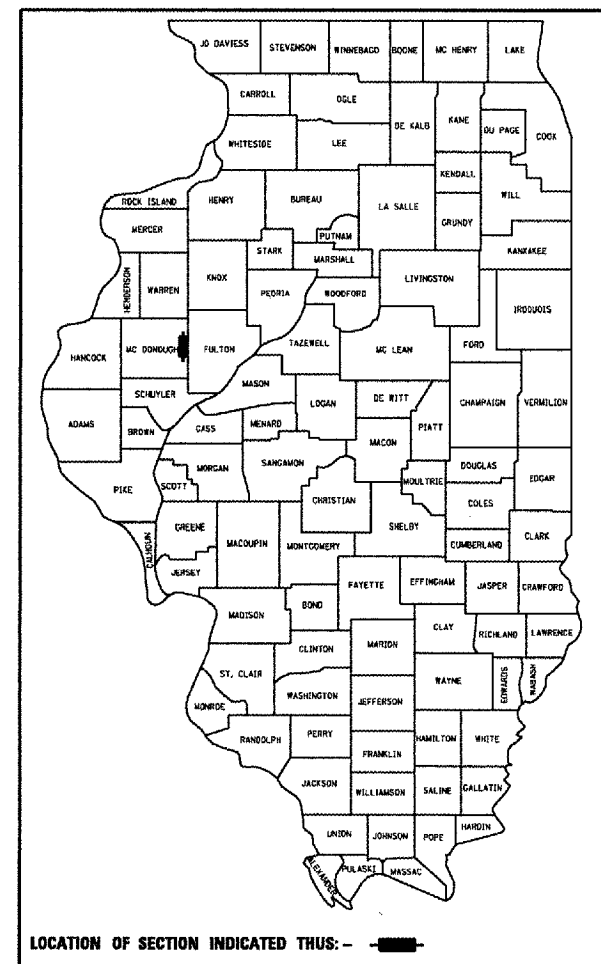 JO DAVIESS STEVENSON WINNEBAGO BOONE MC HENRY LAKE
CARROLL OGLE DE KALB KANE DU PAGE COOK
WHITESIDE LEE
KENDALL WILL
ROCK ISLAND HENRY BUREAU LA SALLE GRUNDY
MERCER PUTNAM
KANKAKEE
STARK MARSHALL LIVINGSTON
HENDERSON WARREN KNOX PEORIA WOODFORD IROQUOIS
HANCOCK MC DONOUGH FULTON TAZEWELL MC LEAN FORD
SCHUYLER MASON
ADAMS BROWN CASS MENARD LOGAN DE WITT PIATT CHAMPAIGN VERMILION
MACON
PIKE SCOTT MORGAN SANGAMON CHRISTIAN MOULTRIE DOUGLAS EDGAR
COLES
CALHOUN GREENE MACOUPIN MONTGOMERY SHELBY CUMBERLAND CLARK
JERSEY
FAYETTE EFFINGHAM JASPER CRAWFORD
MADISON BOND
CLAY RICHLAND LAWRENCE
CLINTON MARION
ST. CLAIR WAYNE EDWARDS WABASH
WASHINGTON JEFFERSON
MONROE
RANDOLPH PERRY HAMILTON WHITE
FRANKLIN
JACKSON WILLIAMSON SALINE GALLATIN
UNION JOHNSON POPE HARDIN
ALEXANDER PULASKI MASSAC
LOCATION OF SECTION INDICATED THUS: -